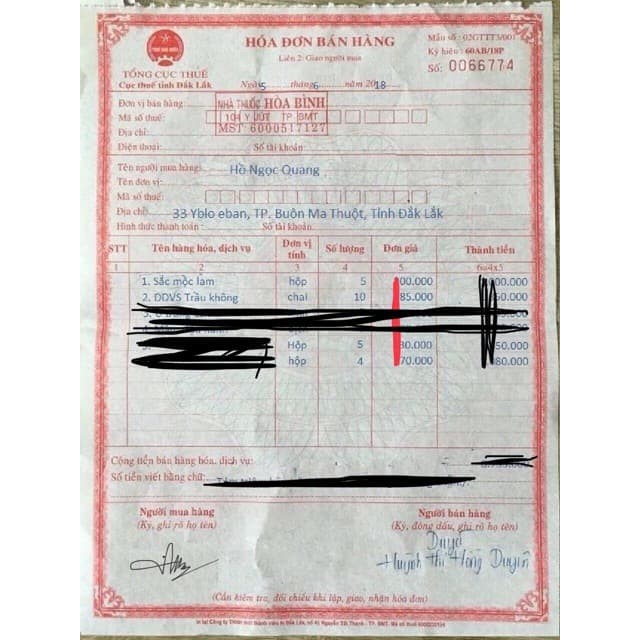 HÓA ĐƠN BÁN HÀNG
Liên 2: Giao người mua
Mẫu số: 02GTTT3/001
Ký hiệu: 60AB/18P
Số: 0066774
TỔNG CỤC THUẾ
Cục thuế tỉnh Đắk Lắk
Ngày 5 tháng 6 năm 2018
Đơn vị bán hàng:
NHÀ THUỐC HÒA BÌNH
Mã số thuế:
104 Y JÚT TP BMT
Địa chỉ:
MST 6000517127
Điện thoại: Số tài khoản:
Tên người mua hàng: Hồ Ngọc Quang
Tên đơn vị:
Mã số thuế:
Địa chỉ: 33 Yblo eban, TP. Buôn Ma Thuột, Tỉnh Đắk Lắk
Hình thức thanh toán: Số tài khoản:
STT Tên hàng hóa, dịch vụ Đơn vị tính Số lượng Đơn giá Thành tiền
1 2 3 4 5 6=4x5
1. Sắc mộc lam hộp 5 00.000 000.000
2. DDVS Trầu không chai 10 85.000 50.000
Hộp 5 30.000 50.000
hộp 4 70.000 80.000
Cộng tiền bán hàng hóa, dịch vụ:
Số tiền viết bằng chữ:
Người mua hàng Người bán hàng
(Ký, ghi rõ họ tên) (Ký, đóng dấu, ghi rõ họ tên)
Huỳnh Thị Hồng Duyên
(Cần kiểm tra, đối chiếu khi lập, giao, nhận hóa đơn)